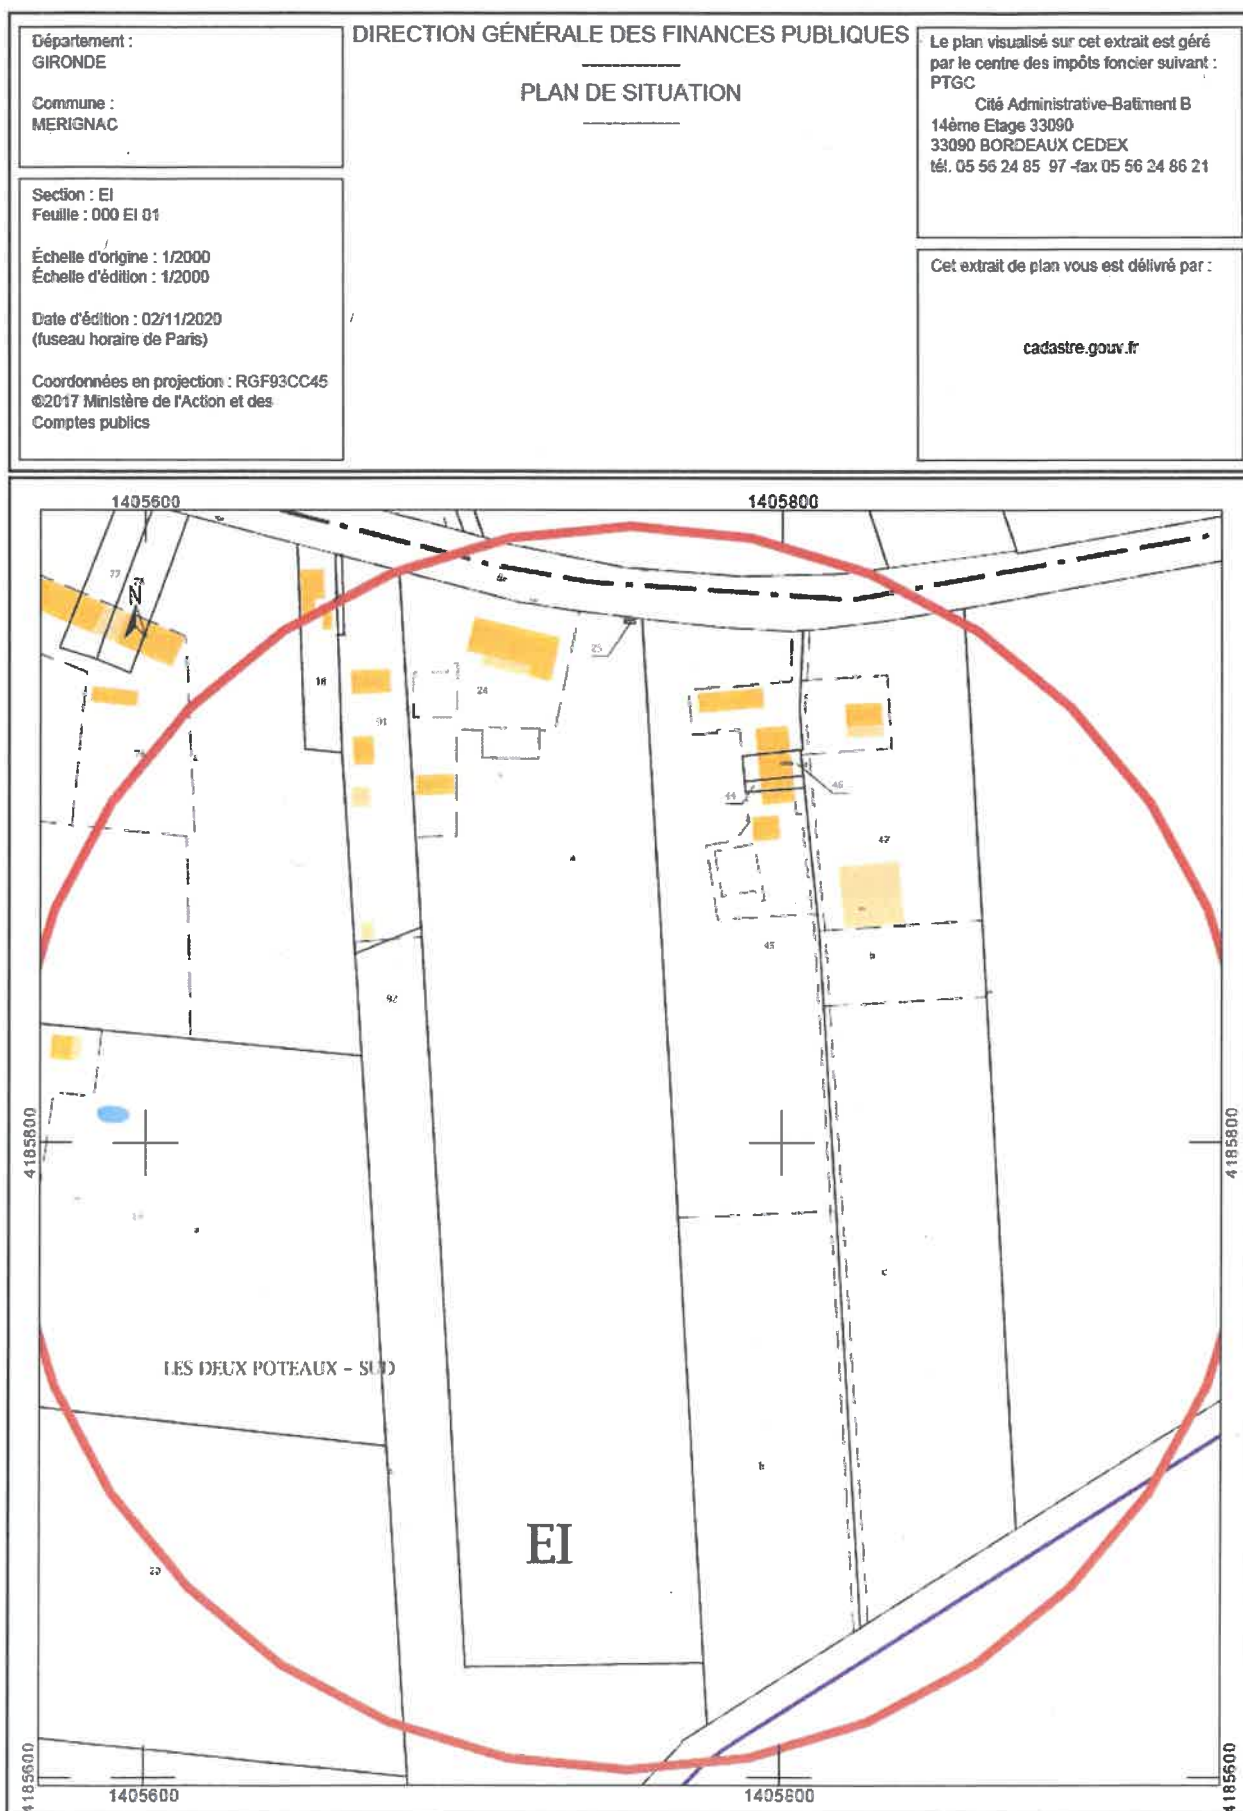 Département :
GIRONDE
Commune :
MERIGNAC
Section : EI
Feuille : 000 EI 01
Échelle d'origine : 1/2000
Échelle d'édition : 1/2000
Date d'édition : 02/11/2020
(fuseau horaire de Paris)
Coordonnées en projection : RGF93CC45
©2017 Ministère de l'Action et des
Comptes publics
DIRECTION GÉNÉRALE DES FINANCES PUBLIQUES
PLAN DE SITUATION
Le plan visualisé sur cet extrait est géré
par le centre des impôts foncier suivant :
PTGC
Cité Administrative-Batiment B
14ème Etage 33090
33090 BORDEAUX CEDEX
tél. 05 56 24 85 97 -fax 05 56 24 86 21
Cet extrait de plan vous est délivré par :
cadastre.gouv.fr
1405600
1405800
77
N
25
18
24
91
44
46
42
45
b
92
4185800
4185800
a
c
LES DEUX POTEAUX - SUD
b
EI
20
4185600
4185600
1405600
1405800